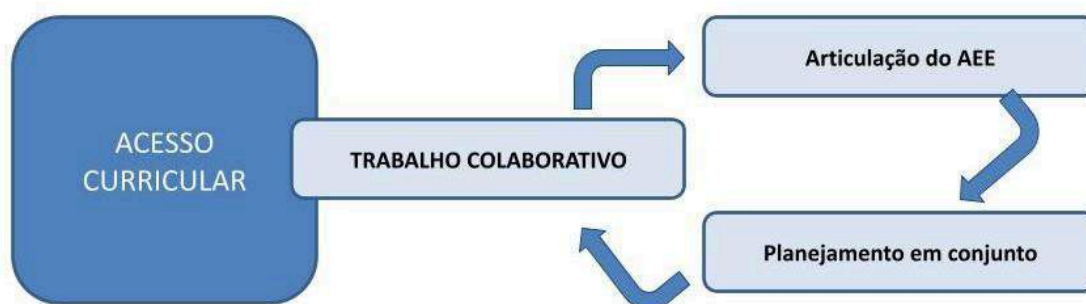 ACESSO
CURRICULAR
TRABALHO COLABORATIVO
Articulação do AEE
Planejamento em conjunto